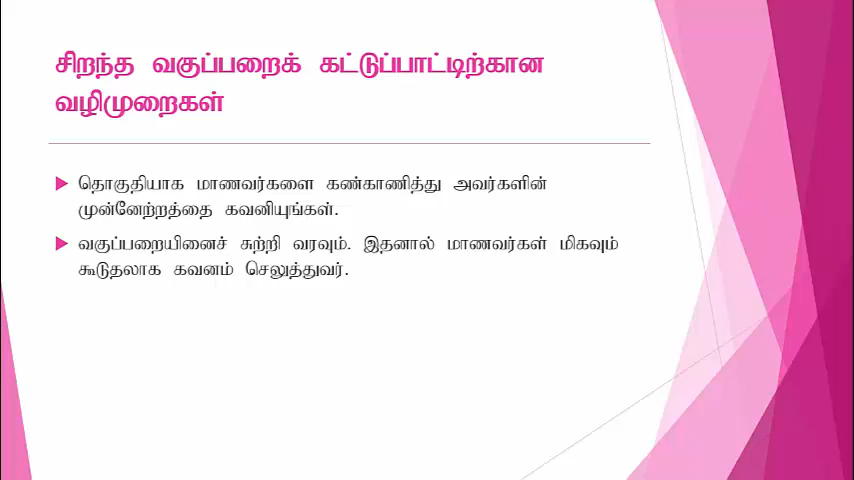 சிறந்த வகுப்பறைக் கட்டுப்பாட்டிற்கான
வழிமுறைகள்
தொகுதியாக மாணவர்களை கண்காணித்து அவர்களின்
முன்னேற்றத்தை கவனியுங்கள்.
வகுப்பறையினைச் சுற்றி வரவும். இதனால் மாணவர்கள் மிகவும்
கூடுதலாக கவனம் செலுத்துவர்.